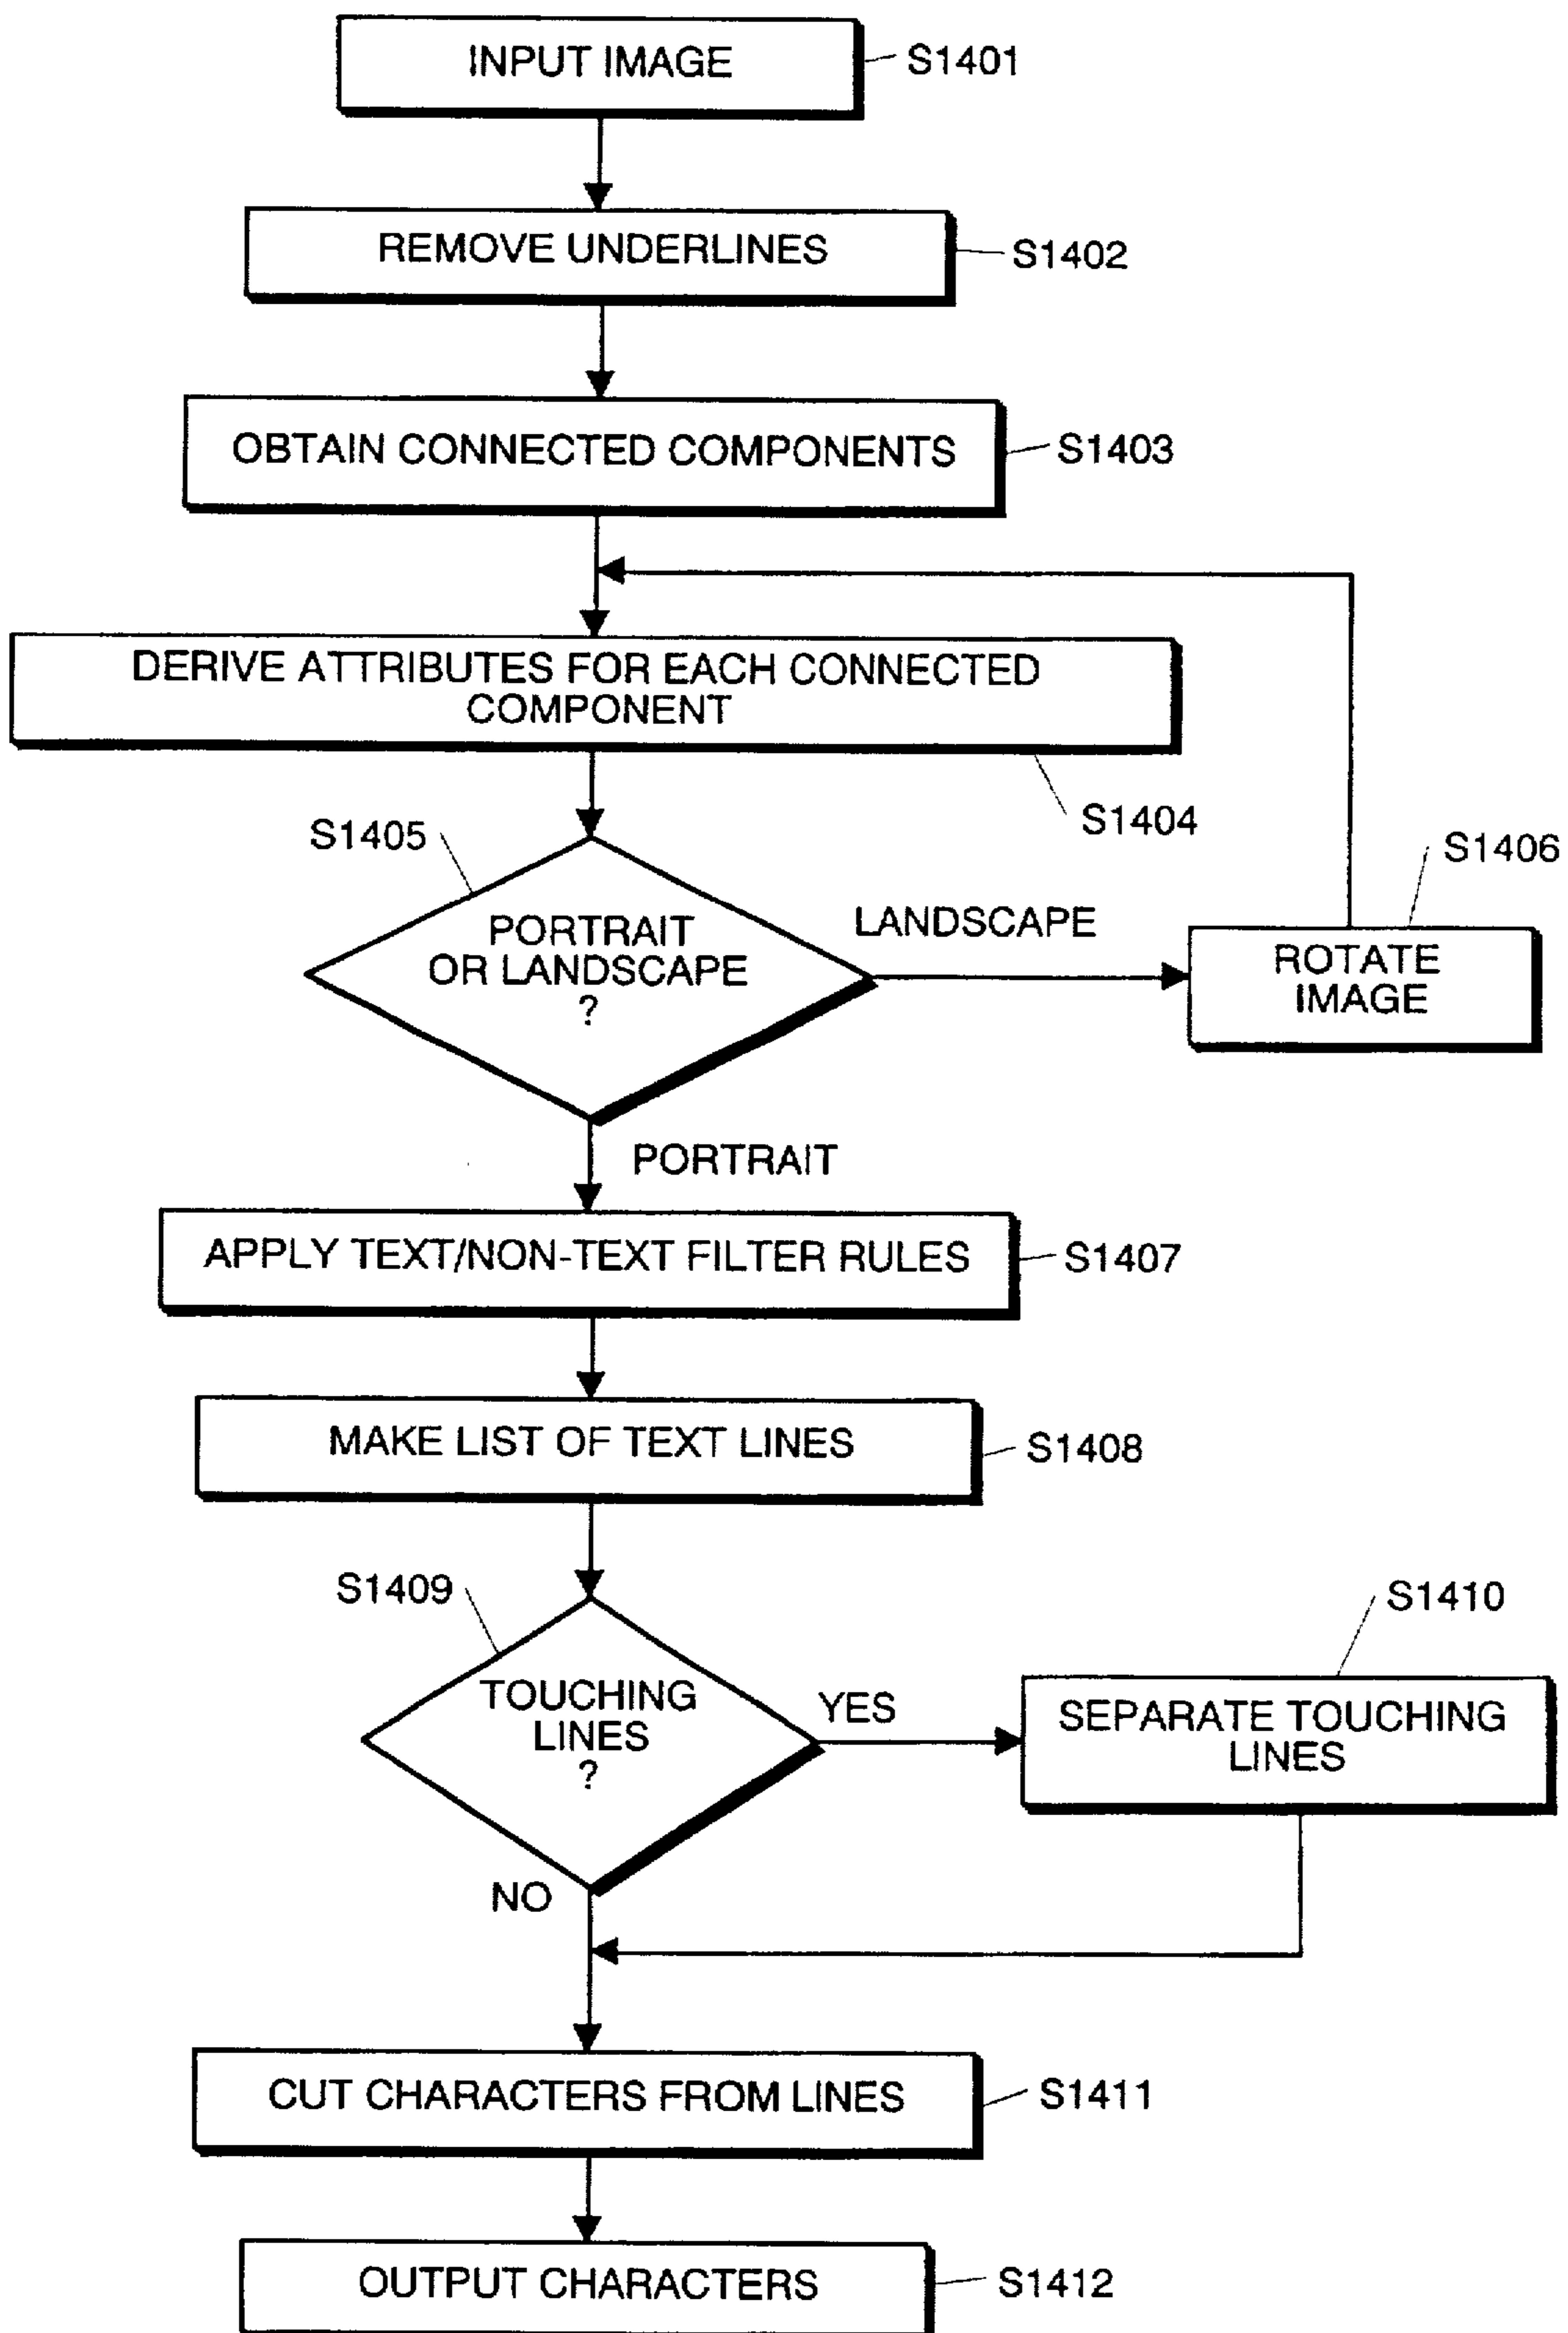 INPUT IMAGE
S1401
REMOVE UNDERLINES
S1402
OBTAIN CONNECTED COMPONENTS
S1403
DERIVE ATTRIBUTES FOR EACH CONNECTED
COMPONENT
S1404
S1405
PORTRAIT
OR LANDSCAPE
?
LANDSCAPE
S1406
ROTATE
IMAGE
PORTRAIT
APPLY TEXT/NON-TEXT FILTER RULES
S1407
MAKE LIST OF TEXT LINES
S1408
S1409
TOUCHING
LINES
?
YES
S1410
SEPARATE TOUCHING
LINES
NO
CUT CHARACTERS FROM LINES
S1411
OUTPUT CHARACTERS
S1412